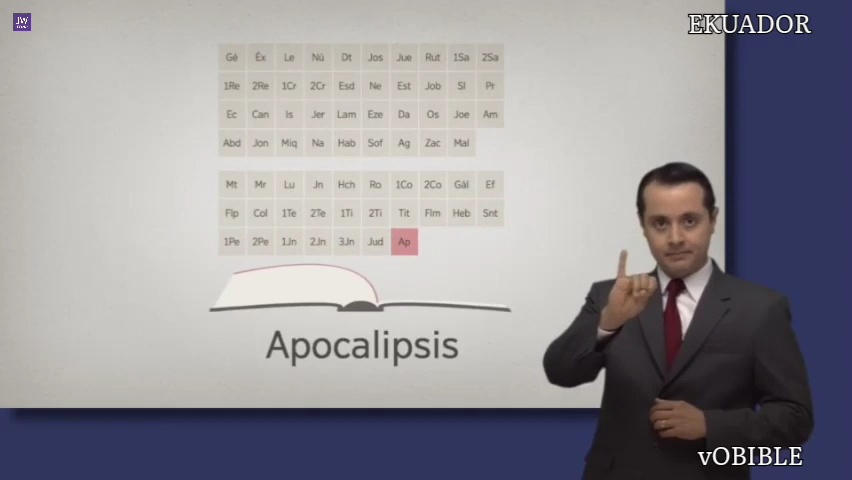 JW
EKUADOR
Gé Éx Le Nú Dt Jos Jue Rut 1Sa 2Sa
1Re 2Re 1Cr 2Cr Esd Ne Est Job Sl Pr
Ec Can Is Jer Lam Eze Da Os Joe Am
Abd Jon Miq Na Hab Sof Ag Zac Mal
Mt Mr Lu Jn Hch Ro 1Co 2Co Gál Ef
Flp Col 1Te 2Te 1Ti 2Ti Tit Flm Heb Snt
1Pe 2Pe 1Jn 2Jn 3Jn Jud Ap
Apocalipsis
vOBIBLE